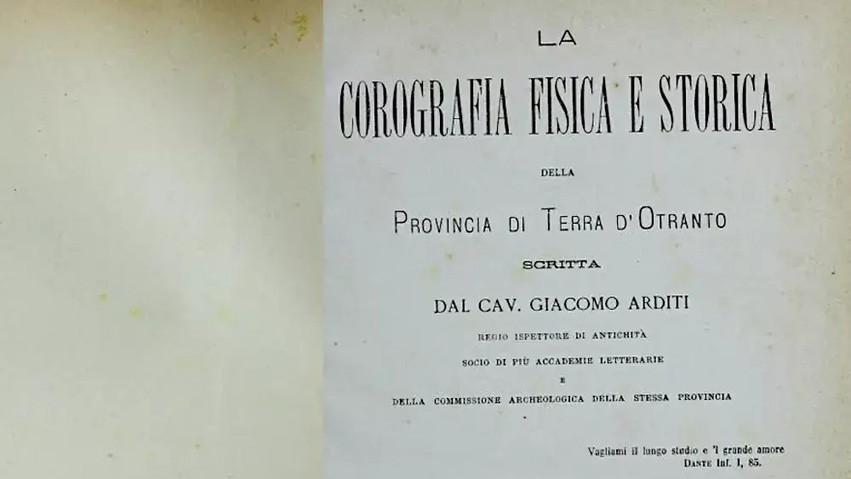 LA
COROGRAFIA FISICA E STORICA
DELLA
PROVINCIA DI TERRA D'OTRANTO
SCRITTA
DAL CAV. GIACOMO ARDITI
REGIO ISPETTORE DI ANTICHITÀ
SOCIO DI PIÙ ACCADEMIE LETTERARIE
E
DELLA COMMISSIONE ARCHEOLOGICA DELLA STESSA PROVINCIA
Vagliami il lungo studio e 'l grande amore
DANTE Inf. I, 85.